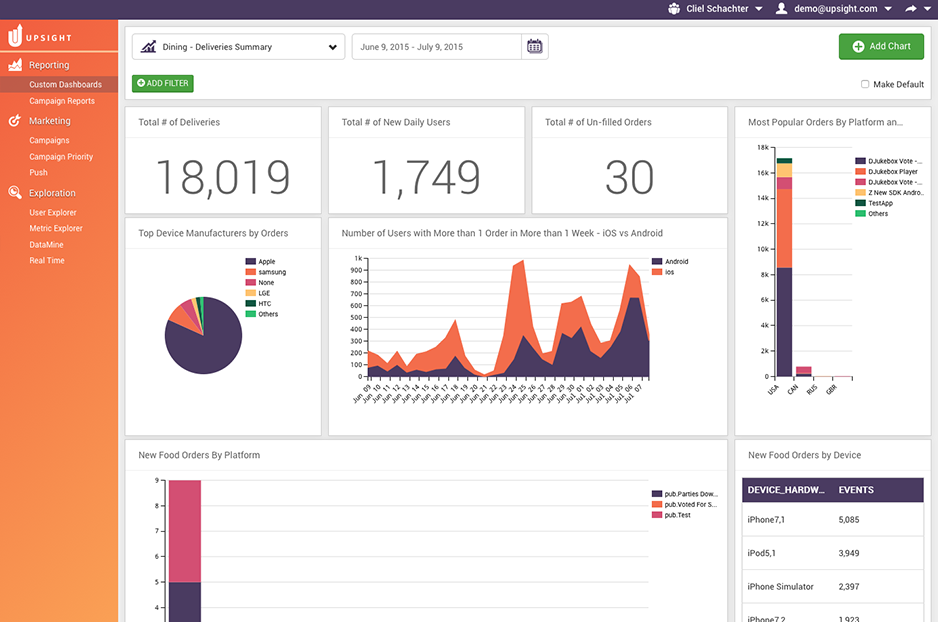 Cliel Schachter
demo@upsight.com
UPSIGHT
Reporting
Custom Dashboards
Campaign Reports
Marketing
Campaigns
Campaign Priority
Push
Exploration
User Explorer
Metric Explorer
DataMine
Real Time
Dining - Deliveries Summary
June 9, 2015 - July 9, 2015
Add Chart
ADD FILTER
Make Default
Total # of Deliveries
18,019
Total # of New Daily Users
1,749
Total # of Un-filled Orders
30
Most Popular Orders By Platform an...
18k
16k
14k
12k
10k
8k
6k
4k
2k
0
USA
CAN
RUS
GBR
DJukebox Vote -...
DJukebox Player
DJukebox Vote -...
Z New SDK Andro..
TestApp
Others
Top Device Manufacturers by Orders
Apple
samsung
None
LGE
HTC
Others
Number of Users with More than 1 Order in More than 1 Week - iOS vs Android
1k
900
800
700
600
500
400
300
200
100
0
Jun 09
Jun 10
Jun 11
Jun 12
Jun 13
Jun 14
Jun 15
Jun 16
Jun 17
Jun 18
Jun 19
Jun 20
Jun 21
Jun 22
Jun 23
Jun 24
Jun 25
Jun 26
Jun 27
Jun 28
Jun 29
Jun 30
Jul 01
Jul 02
Jul 03
Jul 04
Jul 05
Jul 06
Jul 07
Android
ios
New Food Orders By Platform
9
8
7
6
5
4
pub.Parties Dow...
pub.Voted For S...
pub.Test
New Food Orders by Device
DEVICE_HARDW... EVENTS
iPhone7,1 5,085
iPod5,1 3,949
iPhone Simulator 2,397
iPhone7,2 1,923